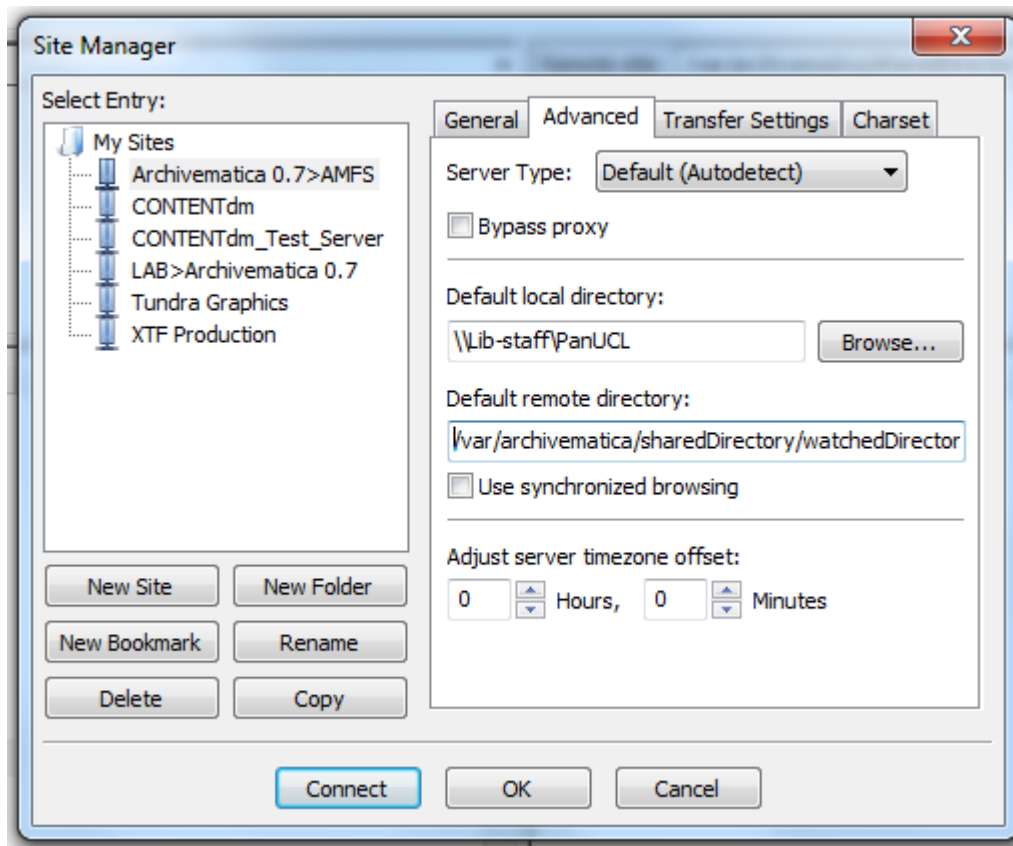 Site Manager
Select Entry:
My Sites
Archivematica 0.7>AMFS
CONTENTdm
CONTENTdm_Test_Server
LAB>Archivematica 0.7
Tundra Graphics
XTF Production
New Site
New Folder
New Bookmark
Rename
Delete
Copy
General
Advanced
Transfer Settings
Charset
Server Type:
Default (Autodetect)
Bypass proxy
Default local directory:
\\Lib-staff\PanUCL
Browse...
Default remote directory:
/var/archivematica/sharedDirectory/watchedDirector
Use synchronized browsing
Adjust server timezone offset:
0 Hours, 0 Minutes
Connect
OK
Cancel